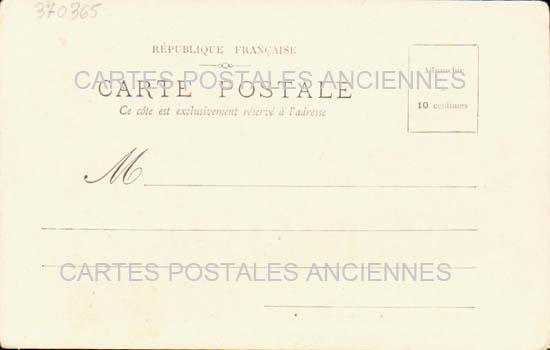 370365
RÉPUBLIQUE FRANÇAISE
CARTES POSTALES ANCIENNES
CARTE POSTALE
Ce côté est exclusivement réservé à l'adresse
Affranchir
10 centimes
M
CARTES POSTALES ANCIENNES